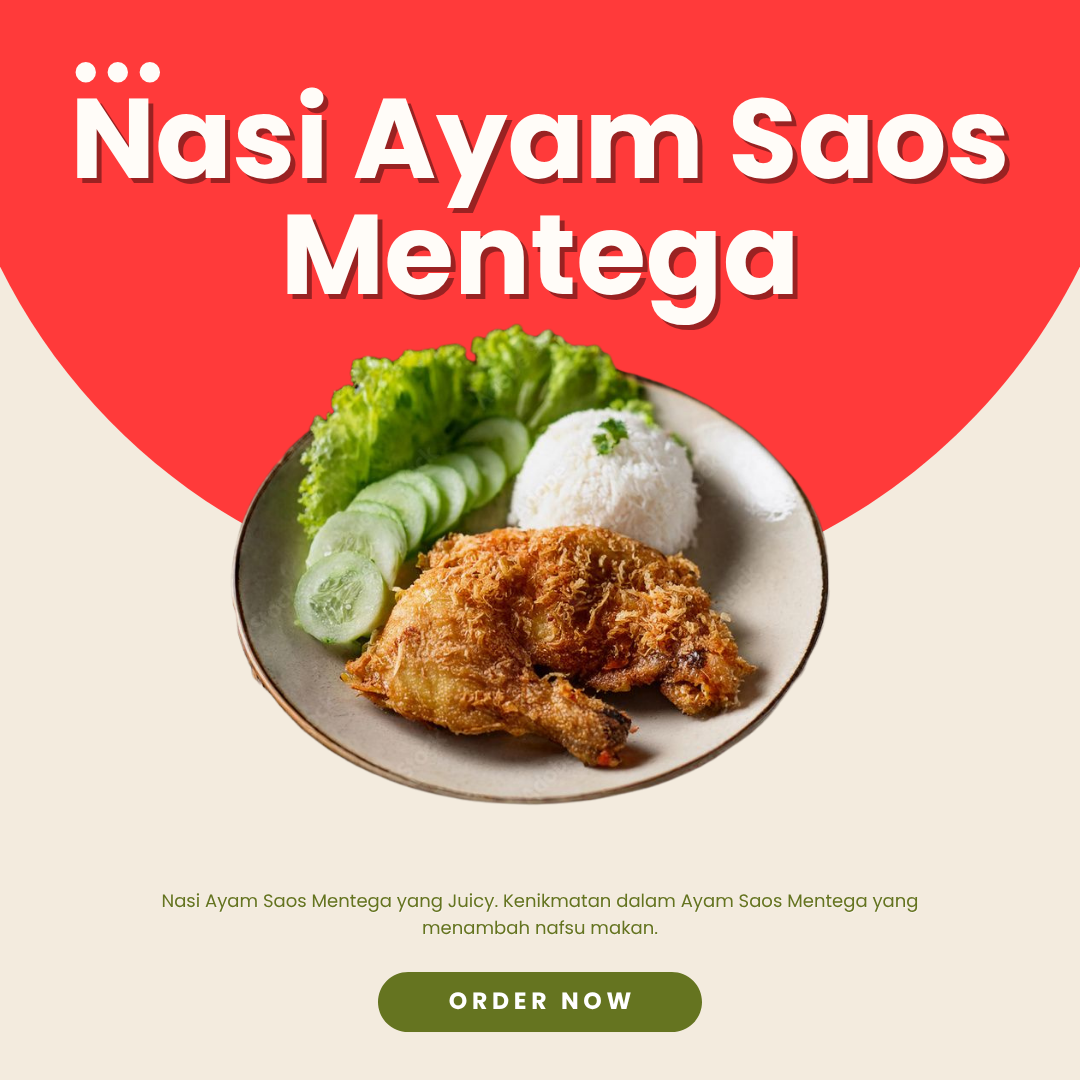 Nasi Ayam Saos
Mentega
Nasi Ayam Saos Mentega yang Juicy. Kenikmatan dalam Ayam Saos Mentega yang
menambah nafsu makan.
ORDER NOW